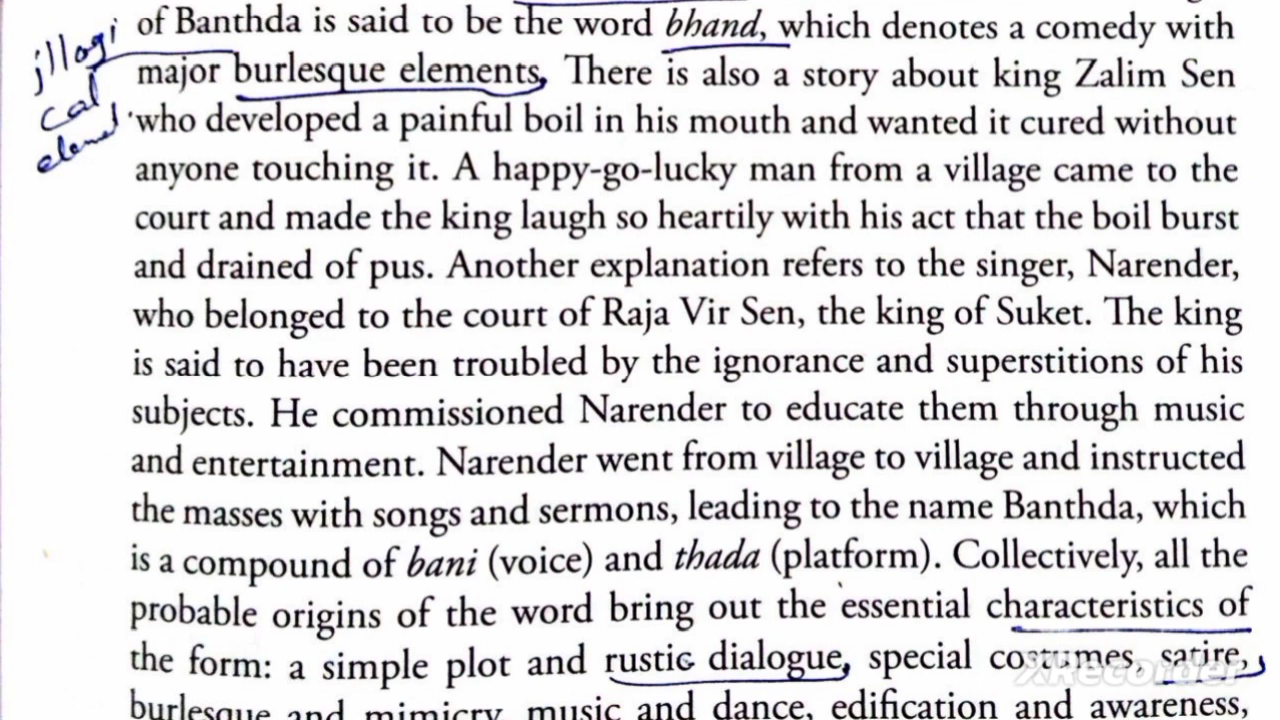 jllogi
cal
elemet
of Banthda is said to be the word bhand, which denotes a comedy with
major burlesque elements. There is also a story about king Zalim Sen
who developed a painful boil in his mouth and wanted it cured without
anyone touching it. A happy-go-lucky man from a village came to the
court and made the king laugh so heartily with his act that the boil burst
and drained of pus. Another explanation refers to the singer, Narender,
who belonged to the court of Raja Vir Sen, the king of Suket. The king
is said to have been troubled by the ignorance and superstitions of his
subjects. He commissioned Narender to educate them through music
and entertainment. Narender went from village to village and instructed
the masses with songs and sermons, leading to the name Banthda, which
is a compound of bani (voice) and thada (platform). Collectively, all the
probable origins of the word bring out the essential characteristics of
the form: a simple plot and rustic dialogue, special costumes, satire,
XRecorder
burlesque and mimicry, music and dance, edification and awareness,